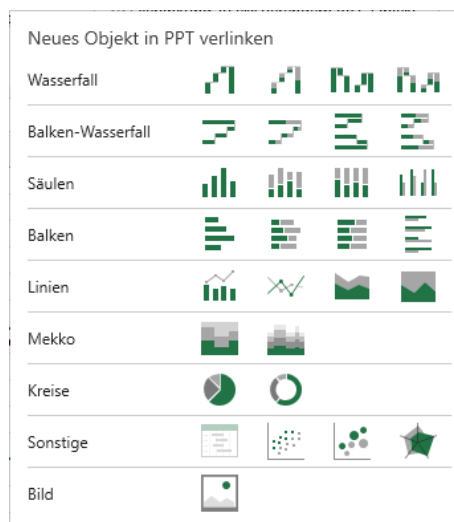 Neues Objekt in PPT verlinken
Wasserfall
Balken-Wasserfall
Säulen
Balken
Linien
Mekko
Kreise
Sonstige
Bild